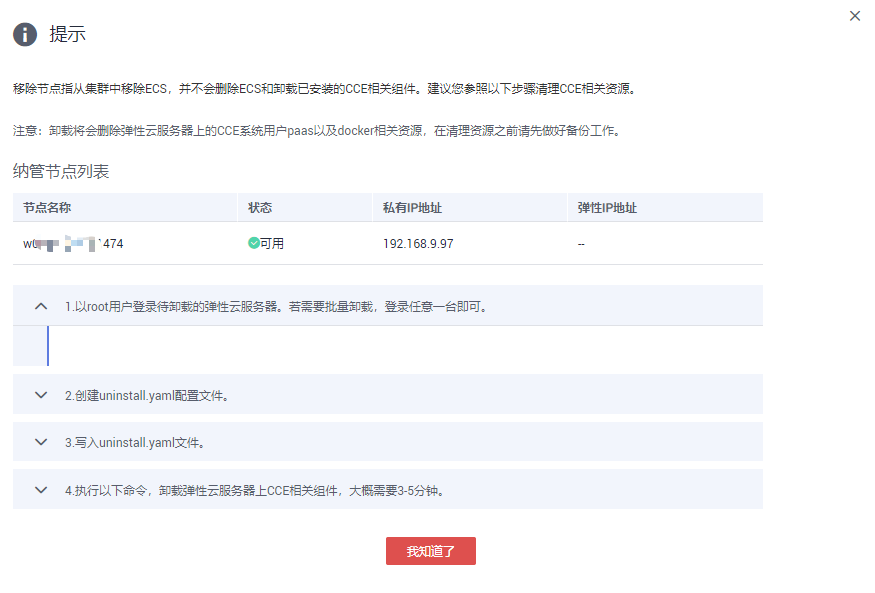 提示
移除节点指从集群中移除ECS，并不会删除ECS和卸载已安装的CCE相关组件。建议您参照以下步骤清理CCE相关资源。
注意：卸载将会删除弹性云服务器上的CCE系统用户paas以及docker相关资源，在清理资源之前请先做好备份工作。
纳管节点列表
节点名称 状态 私有IP地址 弹性IP地址
474 可用 192.168.9.97 --
1.以root用户登录待卸载的弹性云服务器。若需要批量卸载，登录任意一台即可。
2.创建uninstall.yaml配置文件。
3.写入uninstall.yaml文件。
4.执行以下命令，卸载弹性云服务器上CCE相关组件，大概需要3-5分钟。
我知道了